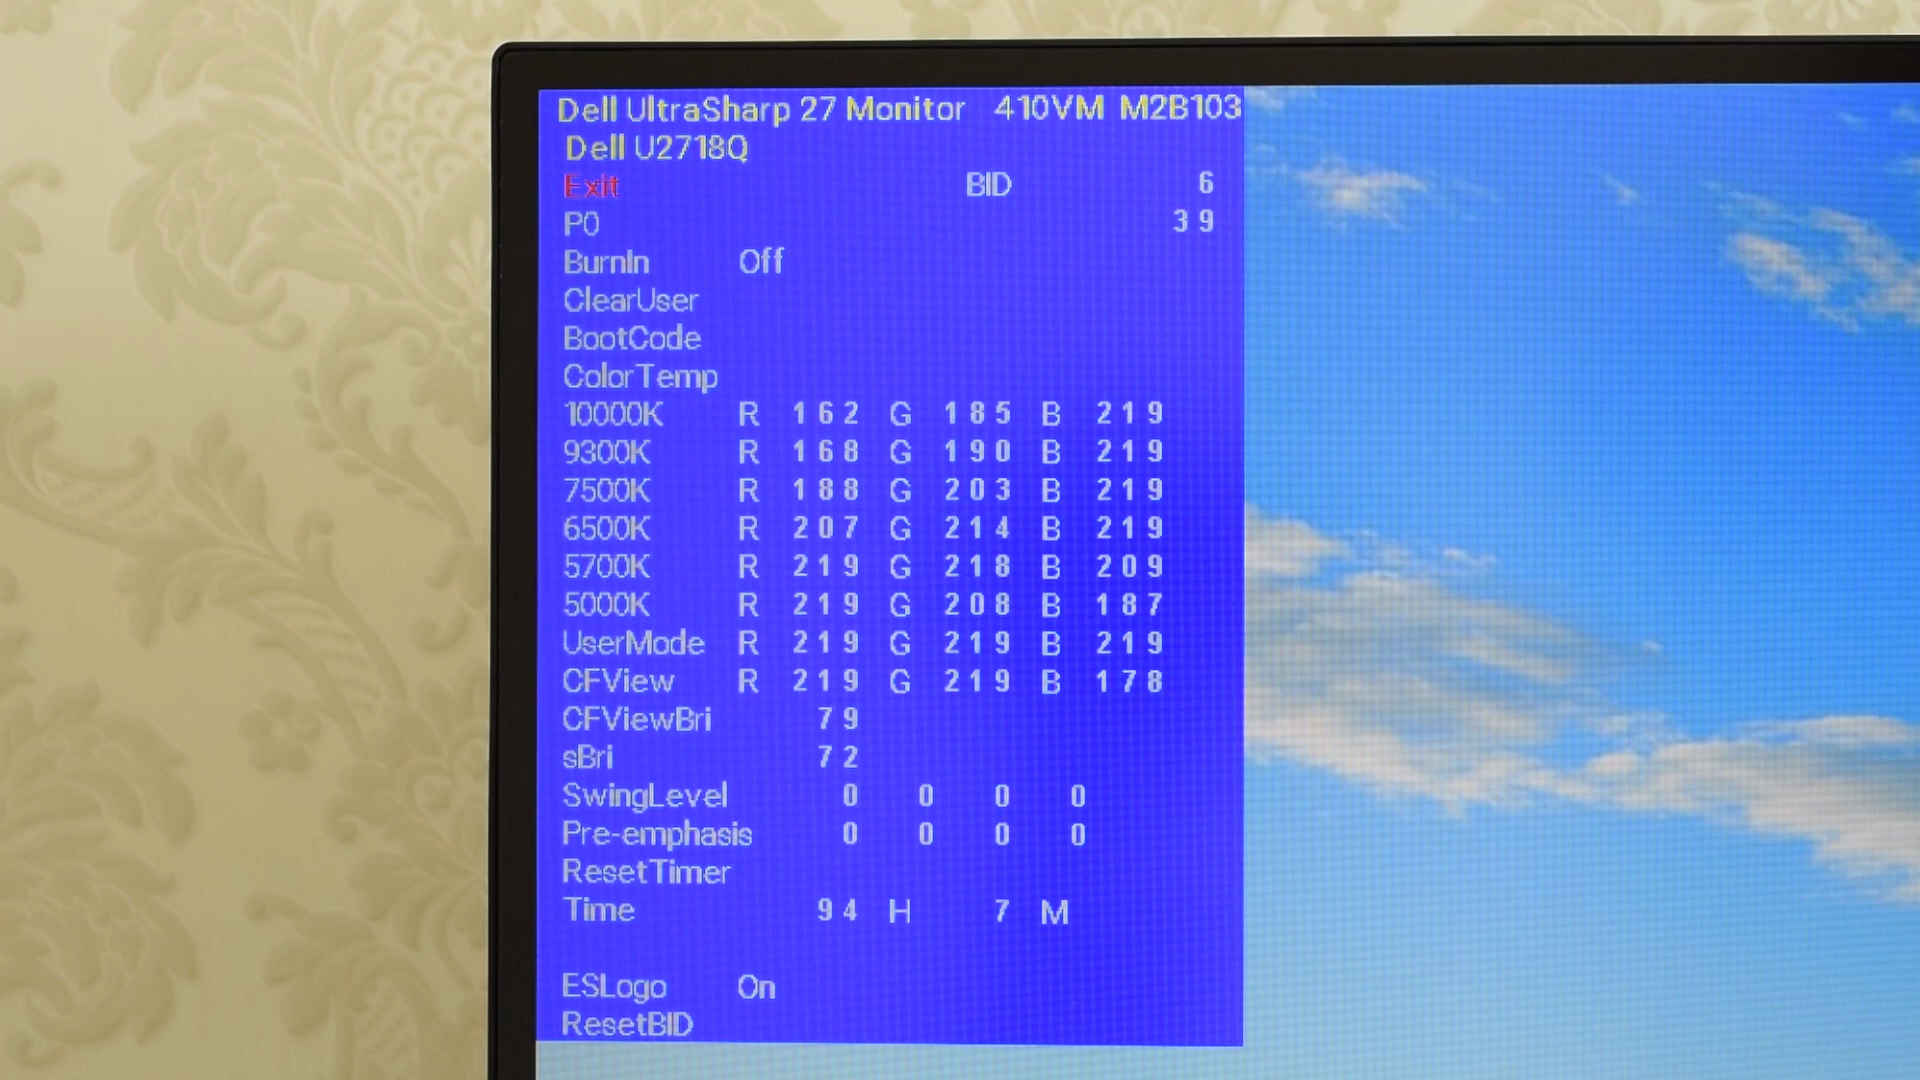 Dell UltraSharp 27 Monitor 410VM M2B103
Dell U2718Q
Exit BID 6
P0 39
BurnIn Off
ClearUser
BootCode
ColorTemp
10000K R 162 G 185 B 219
9300K R 168 G 190 B 219
7500K R 188 G 203 B 219
6500K R 207 G 214 B 219
5700K R 219 G 218 B 209
5000K R 219 G 208 B 187
UserMode R 219 G 219 B 219
CFView R 219 G 219 B 178
CFViewBri 79
sBri 72
SwingLevel 0 0 0 0
Pre-emphasis 0 0 0 0
ResetTimer
Time 94 H 7 M
ESLogo On
ResetBID